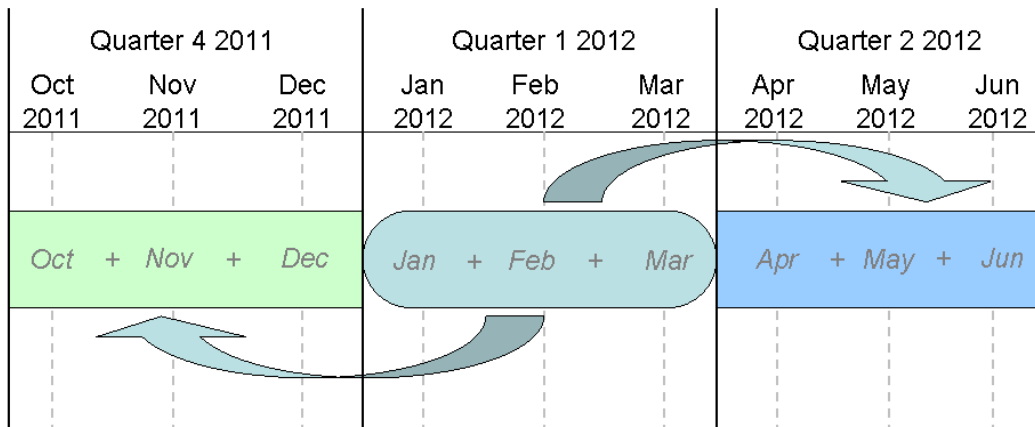 Quarter 4 2011
Quarter 1 2012
Quarter 2 2012
Oct Nov Dec Jan Feb Mar Apr May Jun
2011 2011 2011 2012 2012 2012 2012 2012 2012
Oct + Nov + Dec
Jan + Feb + Mar
Apr + May + Jun